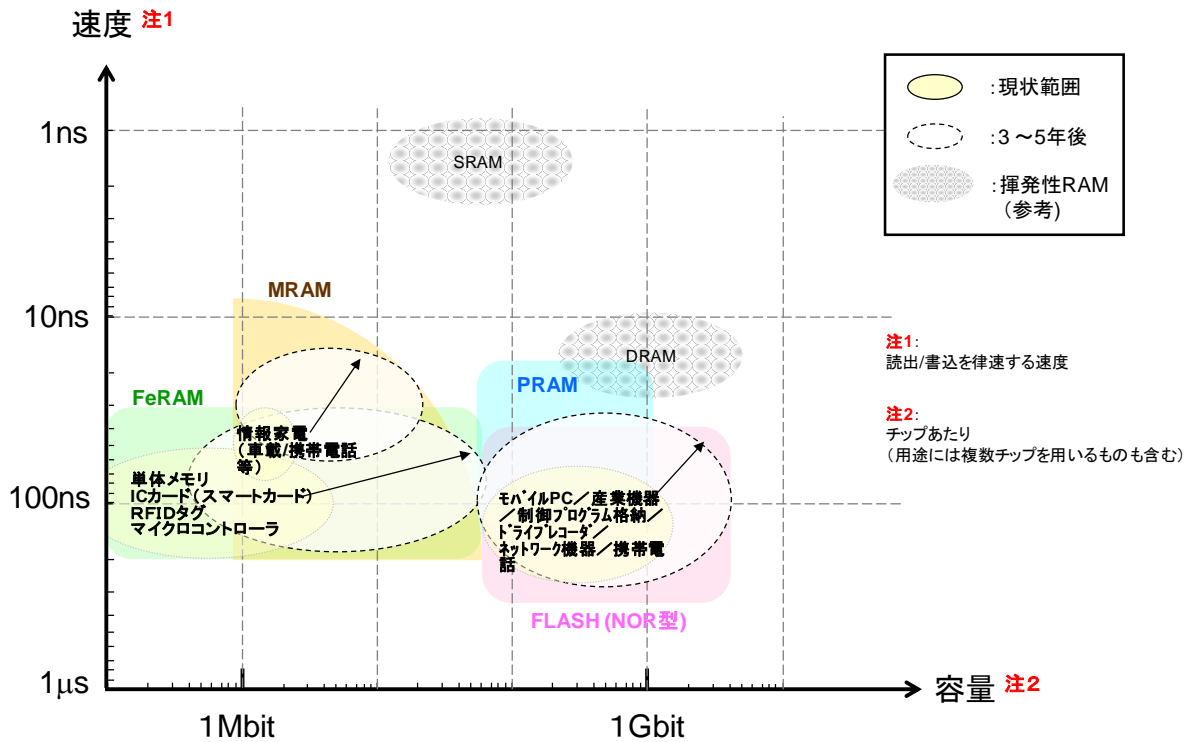 速度 注1
1ns
10ns
100ns
1μs
SRAM
MRAM
DRAM
PRAM
FeRAM
情報家電
(車載/携帯電話
等)
単体メモリ
ICカード(スマートカード)
RFIDタグ
マイクロコントローラ
モバイルPC/産業機器
/制御プログラム格納/
ドライブレコーダ/
ネットワーク機器/携帯電
話
FLASH (NOR型)
容量 注2
1Mbit
1Gbit
:現状範囲
:3~5年後
:揮発性RAM
(参考)
注1:
読出/書込を律速する速度
注2:
チップあたり
(用途には複数チップを用いるものも含む)